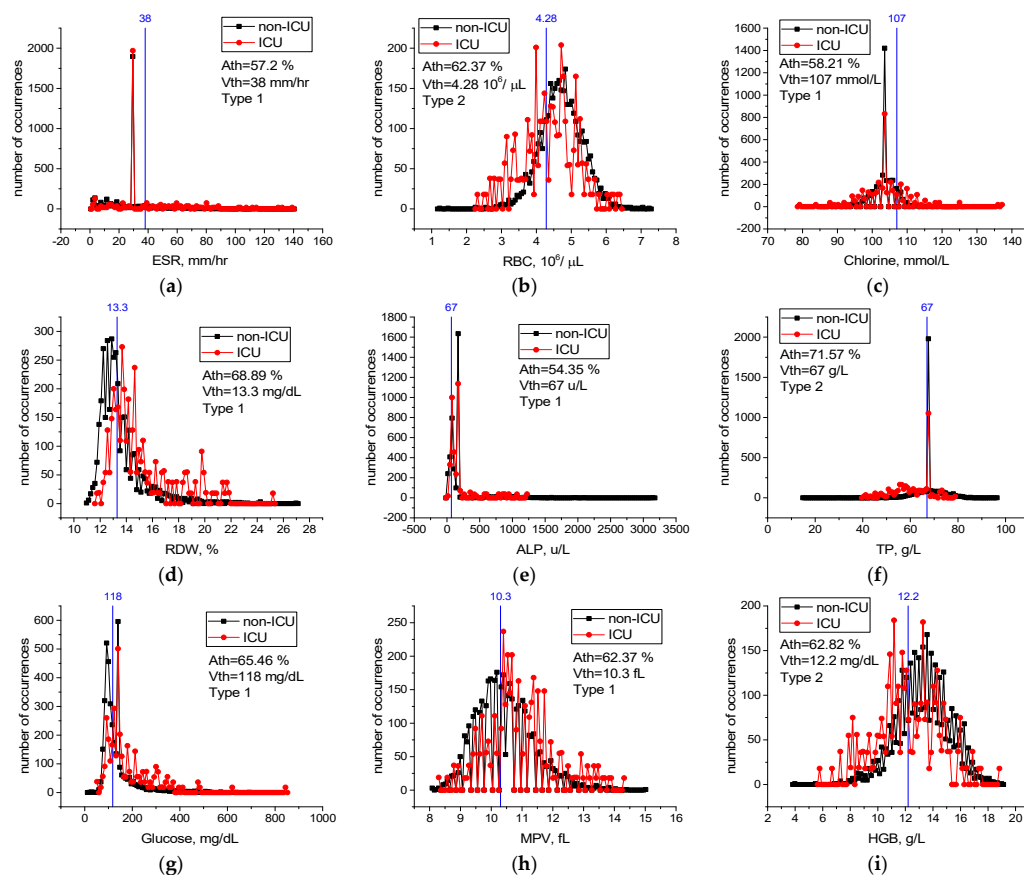 38
non-ICU
ICU
Ath=57.2 %
Vth=38 mm/hr
Type 1
number of occurrences
2000
1750
1500
1250
1000
750
500
250
0
-20 0 20 40 60 80 100 120 140 160
ESR, mm/hr
(a)
4.28
non-ICU
ICU
Ath=62.37 %
Vth=4.28 10⁶/ μL
Type 2
number of occurrences
200
150
100
50
0
1 2 3 4 5 6 7 8
RBC, 10⁶/ μL
(b)
107
non-ICU
ICU
Ath=58.21 %
Vth=107 mmol/L
Type 1
number of occurrences
1600
1400
1200
1000
800
600
400
200
0
-200
70 80 90 100 110 120 130 140
Chlorine, mmol/L
(c)
13.3
non-ICU
ICU
Ath=68.89 %
Vth=13.3 mg/dL
Type 1
number of occurrences
300
250
200
150
100
50
0
10 12 14 16 18 20 22 24 26 28
RDW, %
(d)
67
non-ICU
ICU
Ath=54.35 %
Vth=67 u/L
Type 1
number of occurrences
1800
1600
1400
1200
1000
800
600
400
200
0
-200
-500 0 500 1000 1500 2000 2500 3000 3500
ALP, u/L
(e)
67
non-ICU
ICU
Ath=71.57 %
Vth=67 g/L
Type 2
number of occurrences
2000
1500
1000
500
0
0 20 40 60 80 100
TP, g/L
(f)
118
non-ICU
ICU
Ath=65.46 %
Vth=118 mg/dL
Type 1
number of occurrences
600
500
400
300
200
100
0
0 200 400 600 800 1000
Glucose, mg/dL
(g)
10.3
non-ICU
ICU
Ath=62.37 %
Vth=10.3 fL
Type 1
number of occurrences
250
200
150
100
50
0
8 9 10 11 12 13 14 15 16
MPV, fL
(h)
12.2
non-ICU
ICU
Ath=62.82 %
Vth=12.2 mg/dL
Type 2
number of occurrences
200
150
100
50
0
2 4 6 8 10 12 14 16 18 20
HGB, g/L
(i)